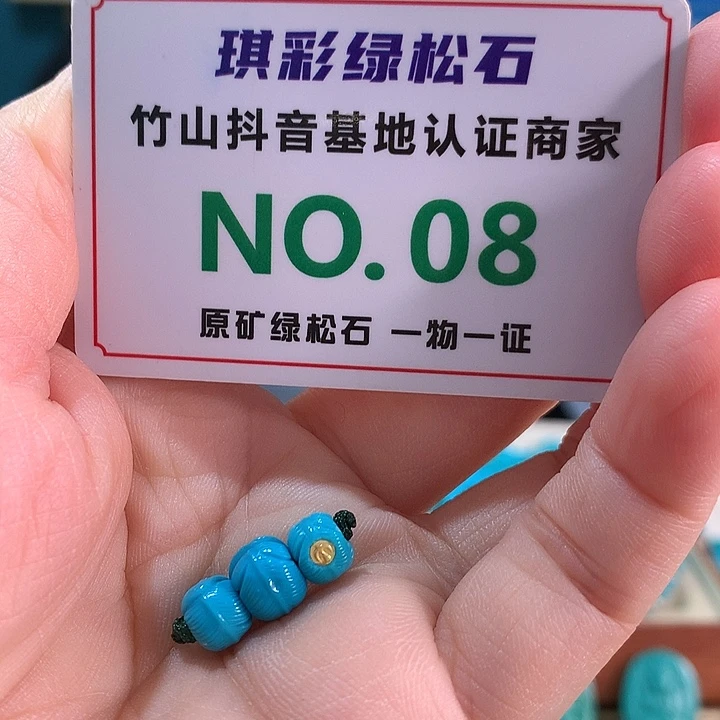 琪彩绿松石
竹山抖音基地认证商家
NO.08
原矿绿松石 一物一证